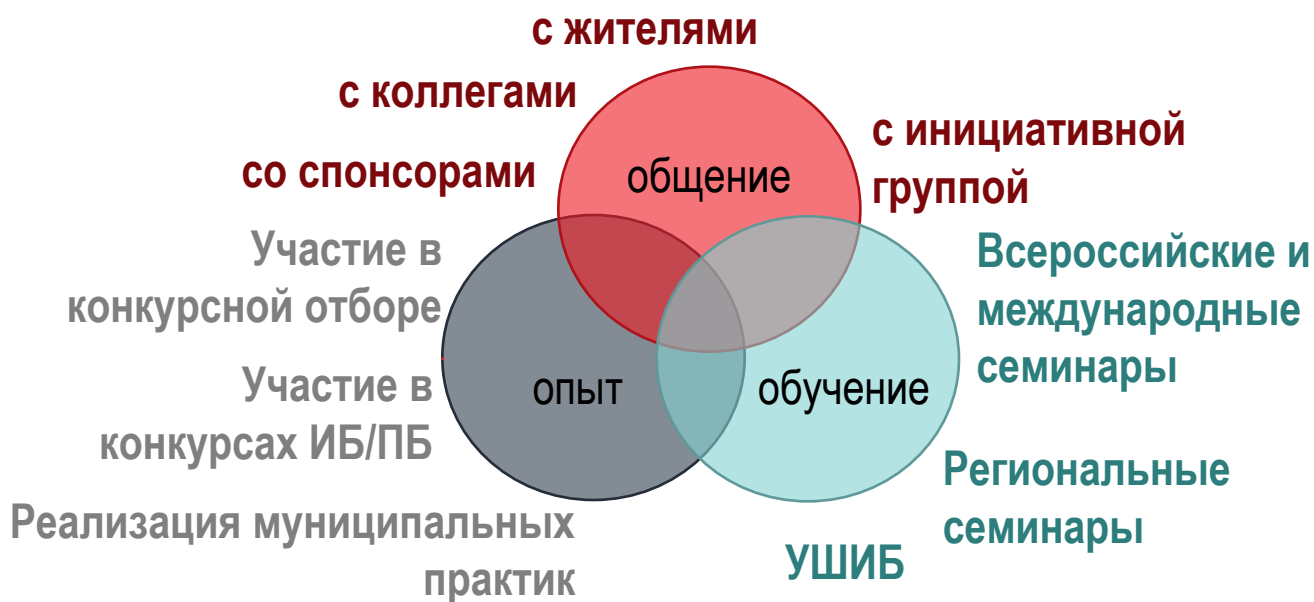 с жителями
с коллегами
со спонсорами
общение
с инициативной
группой
Участие в
конкурсной отборе
Участие в
конкурсах ИБ/ПБ
Реализация муниципальных
практик
опыт
обучение
Всероссийские и
международные
семинары
Региональные
семинары
УШИБ